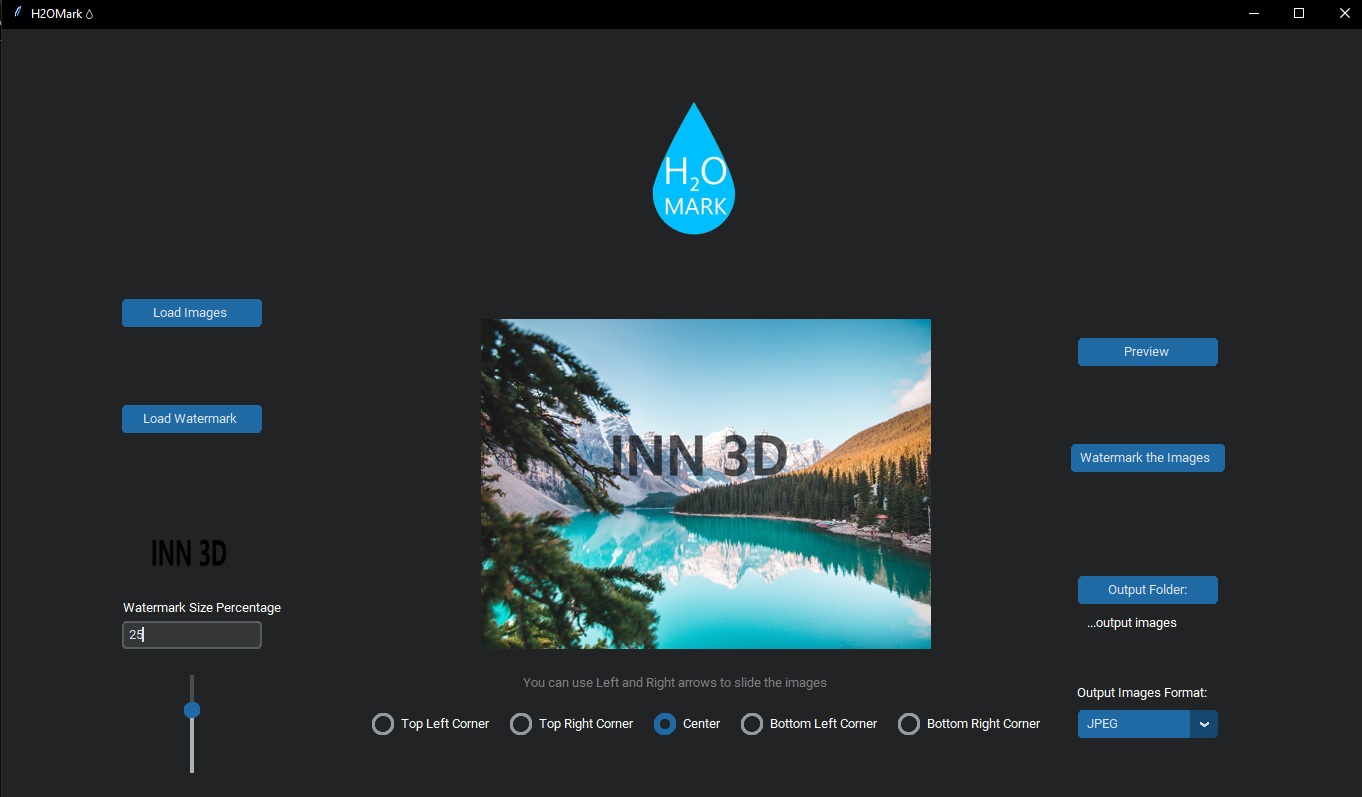 H2OMark
H2O
MARK
Load Images
Load Watermark
INN 3D
Watermark Size Percentage
25
INN 3D
You can use Left and Right arrows to slide the images
Top Left Corner
Top Right Corner
Center
Bottom Left Corner
Bottom Right Corner
Preview
Watermark the Images
Output Folder:
...output images
Output Images Format:
JPEG